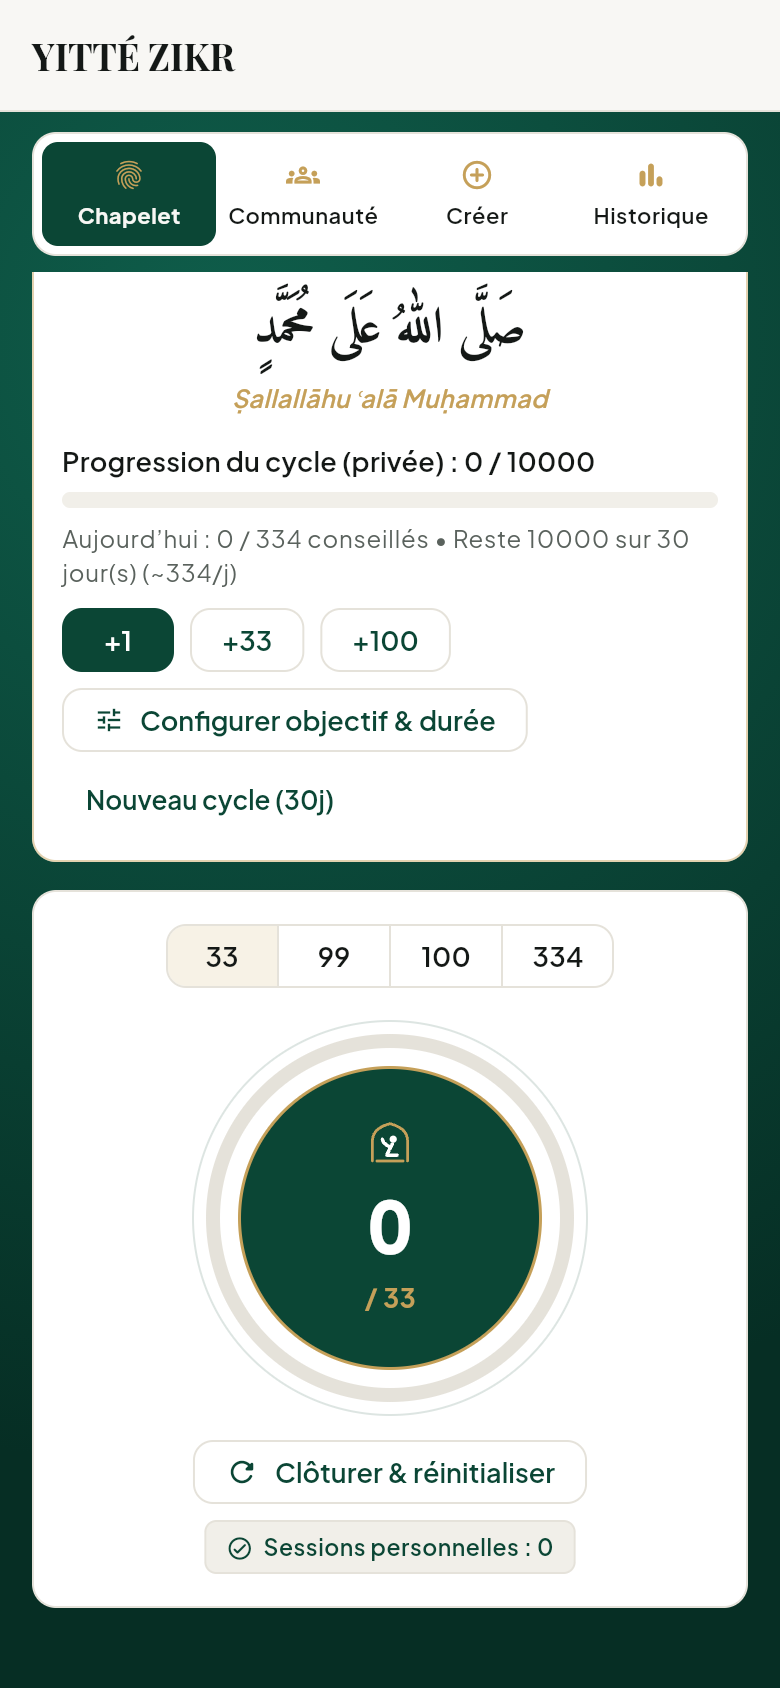 YITTÉ ZIKR
Chapelet
Communauté
Créer
Historique
صَلَّى اللهُ عَلَى مُحَمَّدٍ
Ṣallallāhu ʿalā Muḥammad
Progression du cycle (privée) : 0 / 10000
Aujourd’hui : 0 / 334 conseillés • Reste 10000 sur 30
jour(s) (~334/j)
+1
+33
+100
Configurer objectif & durée
Nouveau cycle (30j)
33
99
100
334
0
/ 33
Clôturer & réinitialiser
Sessions personnelles : 0